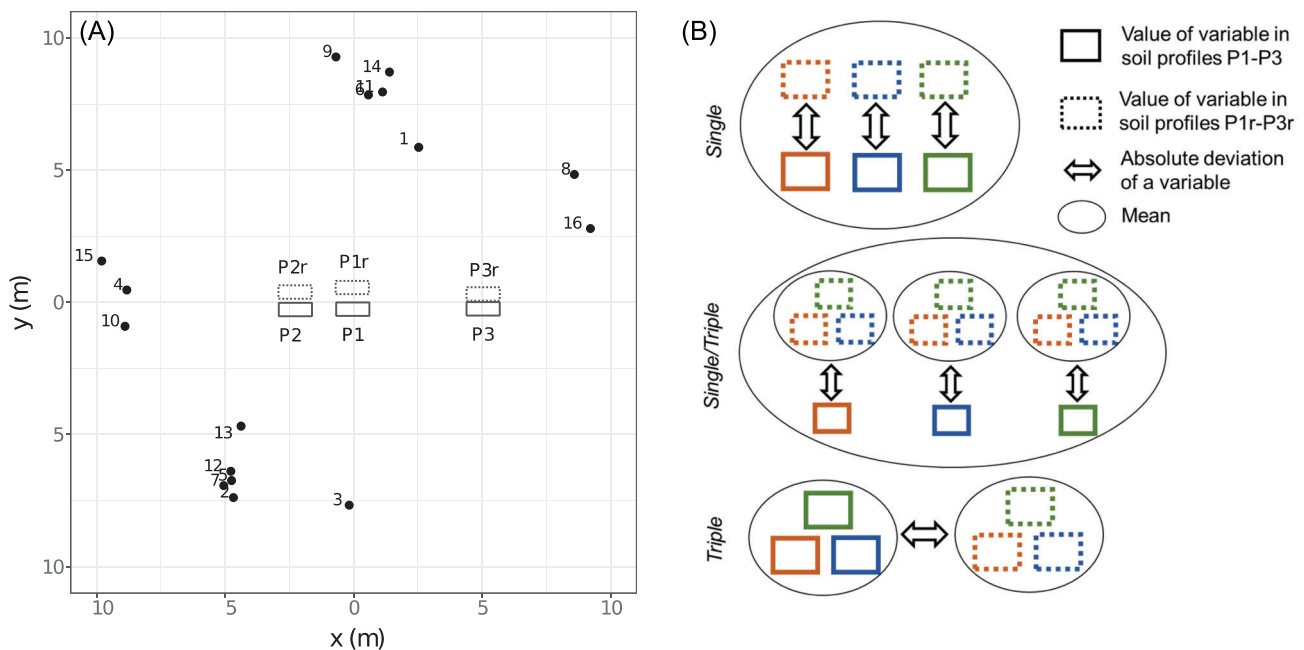 (A)
10
5
0
5
10
10
5
0
5
10
y (m)
x (m)
9
14
11
6
1
8
16
15
4
10
P2r
P1r
P3r
P2
P1
P3
13
12
5
7
2
3
(B)
Single
Single/Triple
Triple
Value of variable in
soil profiles P1-P3
Value of variable in
soil profiles P1r-P3r
Absolute deviation
of a variable
Mean